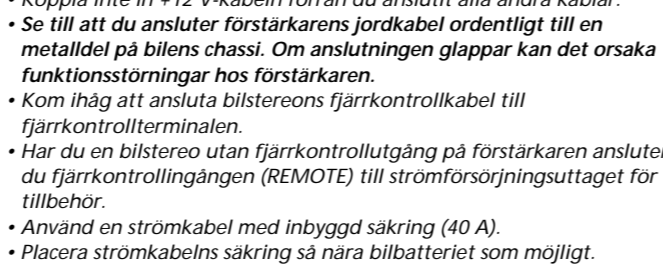 • Koppla inte in +12 V-kabeln förrän du anslutit alla andra kablar.
• Se till att du ansluter förstärkarens jordkabel ordentligt till en
metalldel på bilens chassi. Om anslutningen glappar kan det orsaka
funktionsstörningar hos förstärkaren.
• Kom ihåg att ansluta bilstereons fjärrkontrollkabel till
fjärrkontrollterminalen.
• Har du en bilstereo utan fjärrkontrollutgång på förstärkaren ansluter
du fjärrkontrollingången (REMOTE) till strömförsörjningsuttaget för
tillbehör.
• Använd en strömkabel med inbyggd säkring (40 A).
• Placera strömkabelns säkring så nära bilbatteriet som möjligt.